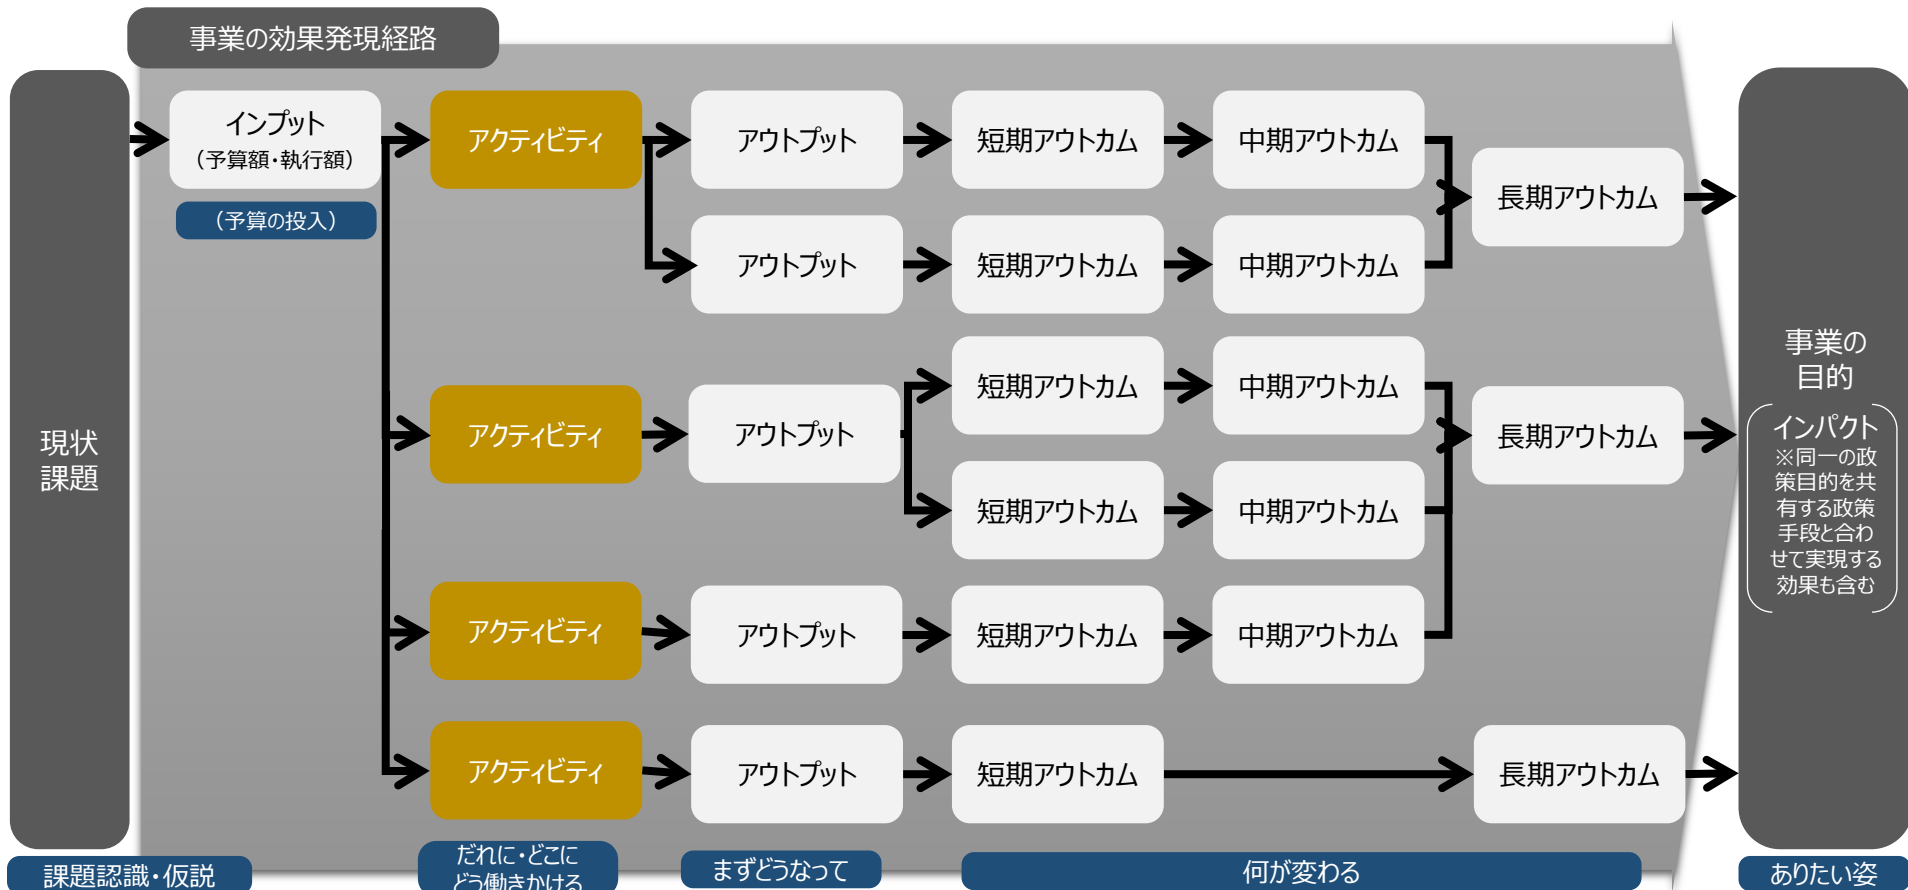 事業の効果発現経路
現状
課題
インプット
（予算額・執行額）
（予算の投入）
アクティビティ
アウトプット
短期アウトカム
中期アウトカム
長期アウトカム
アウトプット
短期アウトカム
中期アウトカム
アクティビティ
アウトプット
短期アウトカム
中期アウトカム
長期アウトカム
短期アウトカム
中期アウトカム
アクティビティ
アウトプット
短期アウトカム
中期アウトカム
アクティビティ
アウトプット
短期アウトカム
長期アウトカム
事業の
目的
インパクト
※同一の政
策目的を共
有する政策
手段と合わ
せて実現する
効果も含む
課題認識・仮説
だれに・どこに
どう働きかける
まずどうなって
何が変わる
ありたい姿